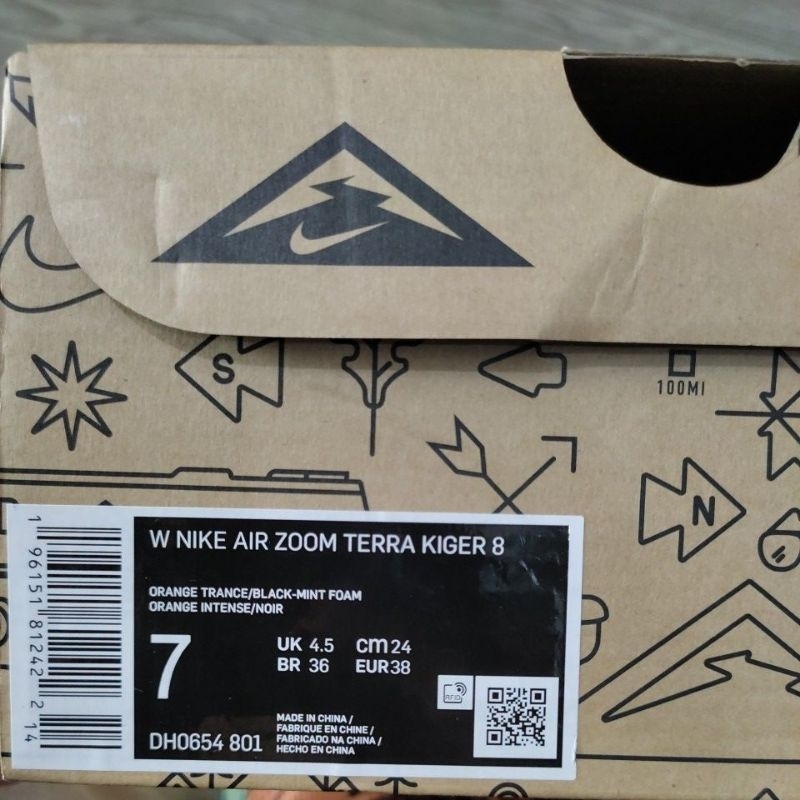 S
100MI
N
W NIKE AIR ZOOM TERRA KIGER 8
ORANGE TRANCE/BLACK-MINT FOAM
ORANGE INTENSE/NOIR
7
UK 4.5 cm 24
BR 36 EUR 38
RFID
MADE IN CHINA /
FABRIQUE EN CHINE /
FABRICADO NA CHINA /
HECHO EN CHINA
DH0654 801
1 96151 81242 2 14